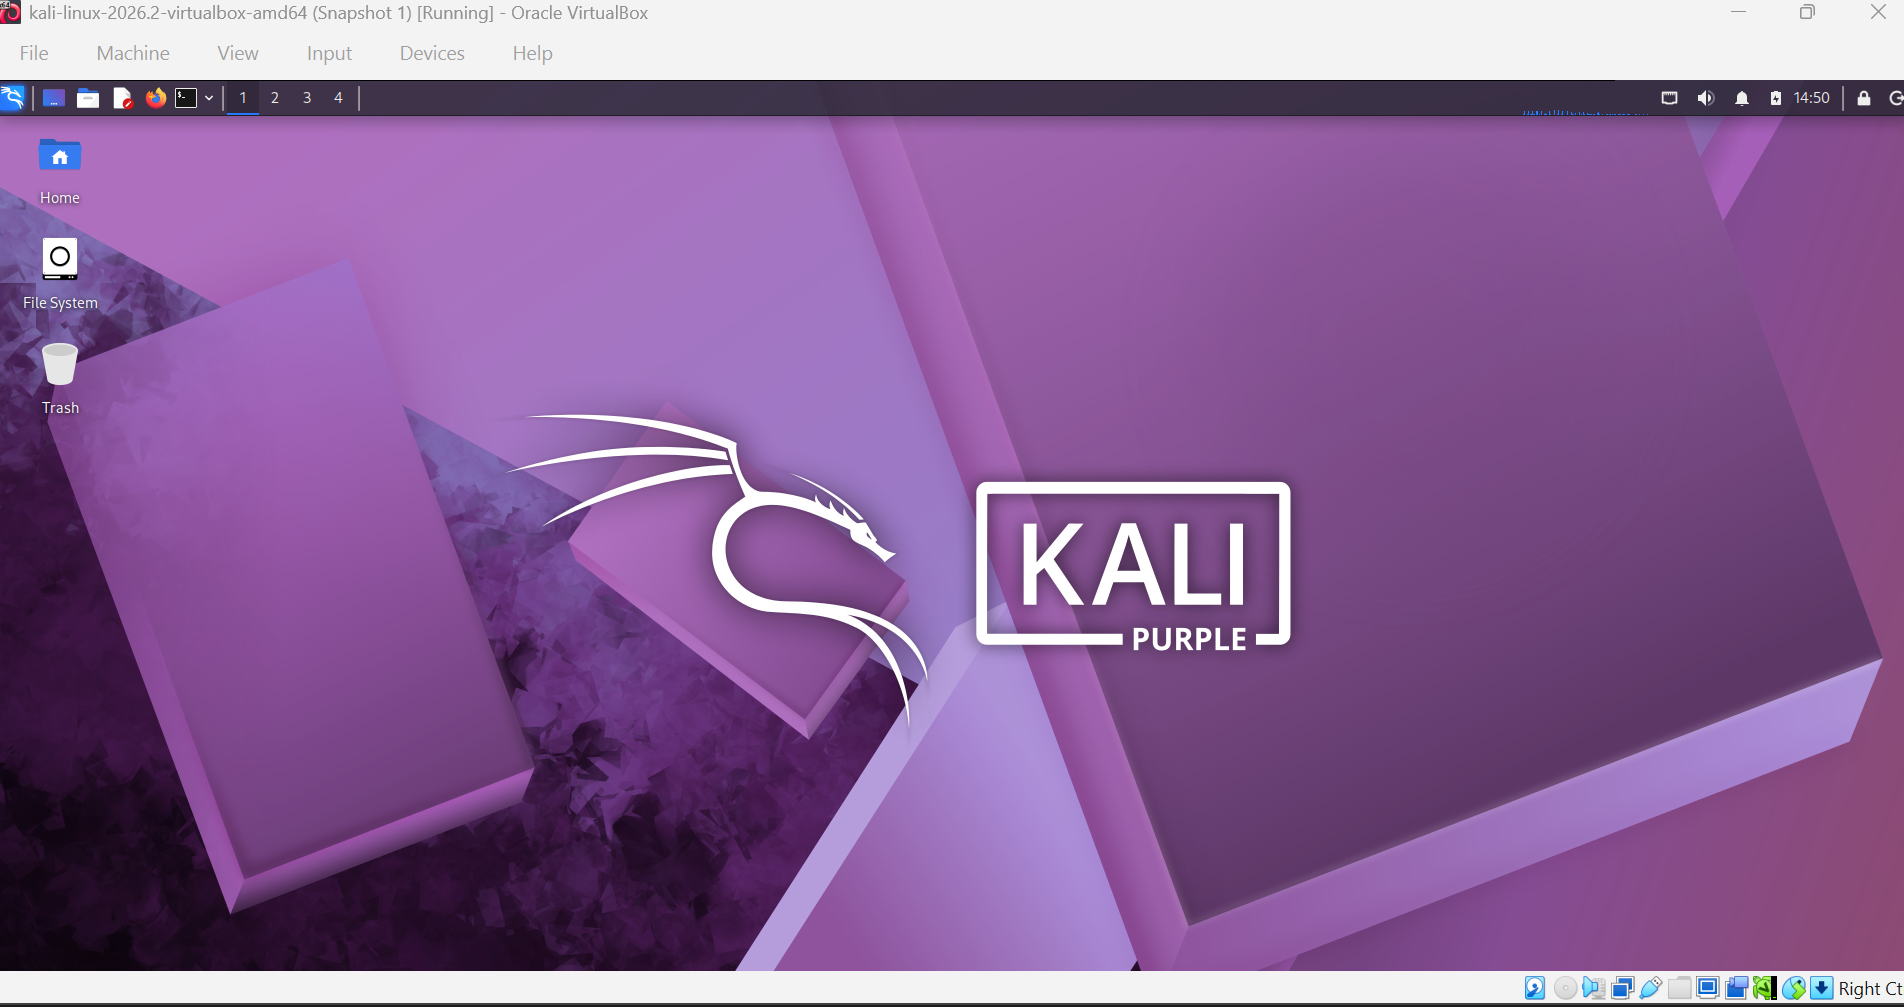 kali-linux-2026.2-virtualbox-amd64 (Snapshot 1) [Running] - Oracle VirtualBox
File Machine View Input Devices Help
1 2 3 4 14:50
Home
File System
Trash
KALI
PURPLE
Right Ct